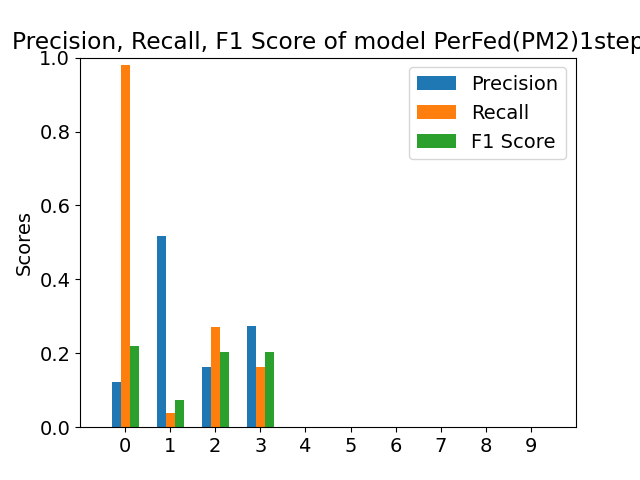 Precision, Recall, F1 Score of model PerFed(PM2)1step
1.0
0.8
0.6
0.4
0.2
0.0
Scores
Precision
Recall
F1 Score
0 1 2 3 4 5 6 7 8 9